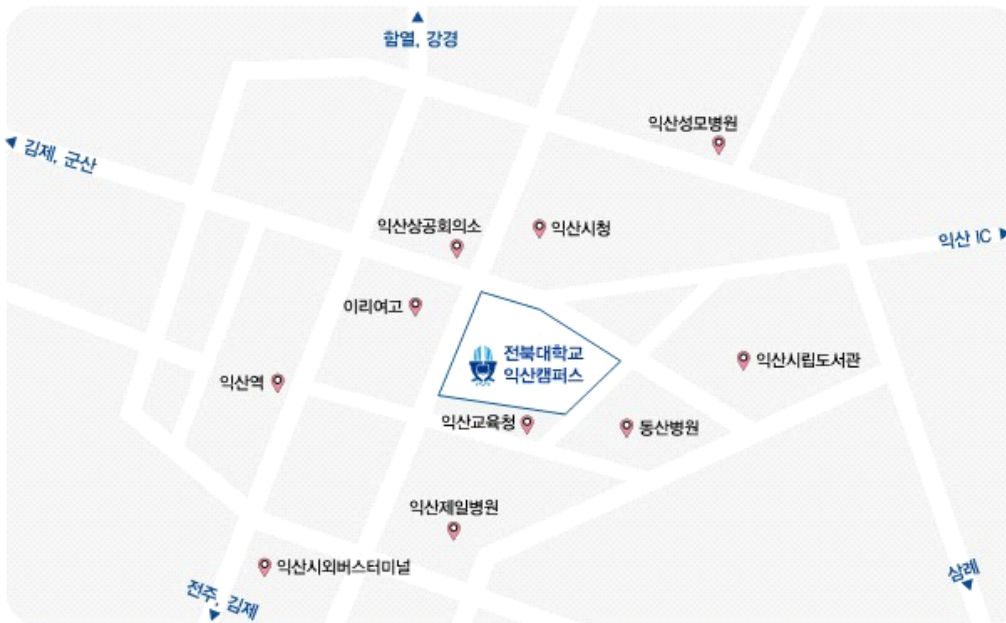 함열, 강경
익산성모병원
김제, 군산
익산상공회의소
익산시청
익산 IC
이리여고
전북대학교
익산캠퍼스
익산시립도서관
익산역
익산교육청
동산병원
익산제일병원
익산시외버스터미널
삼례
전주, 김제